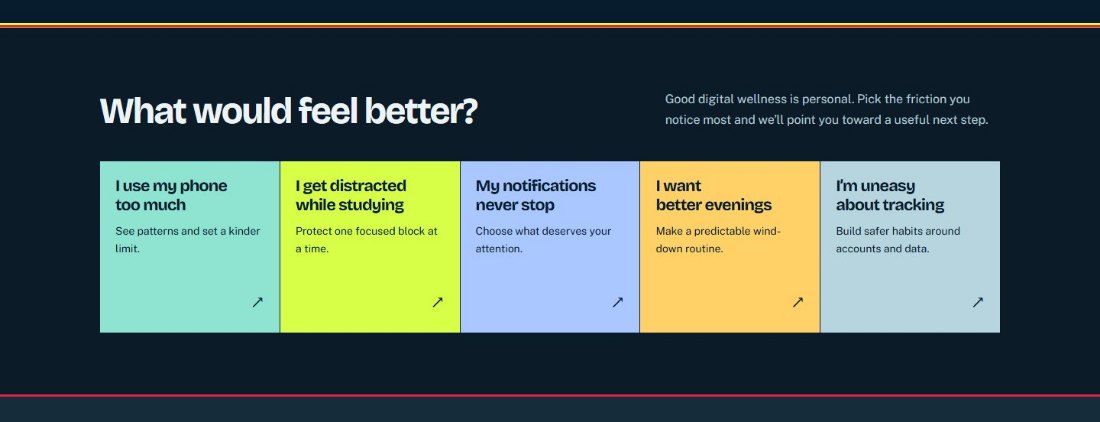 What would feel better?
Good digital wellness is personal. Pick the friction you
notice most and we'll point you toward a useful next step.
I use my phone
too much
See patterns and set a kinder
limit.
I get distracted
while studying
Protect one focused block at
a time.
My notifications
never stop
Choose what deserves your
attention.
I want
better evenings
Make a predictable wind-
down routine.
I'm uneasy
about tracking
Build safer habits around
accounts and data.